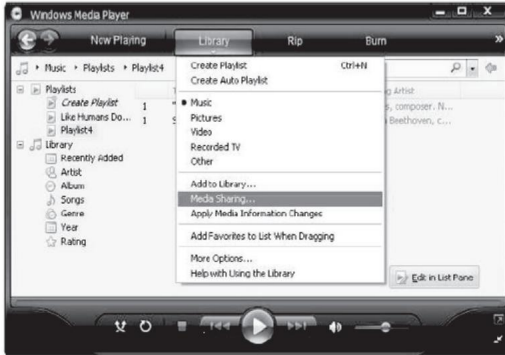 Windows Media Player
Now Playing
Library
Rip
Burn
»
Music ▸ Playlists ▸ Playlist4
Create Playlist Ctrl+N
Create Auto Playlist
Music
Pictures
Video
Recorded TV
Other
Add to Library...
Media Sharing...
Apply Media Information Changes
Add Favorites to List When Dragging
More Options...
Help with Using the Library
Playlists
Create Playlist 1
Like Humans Do... 1
Playlist4
Library
Recently Added
Artist
Album
Songs
Genre
Year
Rating
Artist
composer. N...
Beethoven, c...
Edit in List Pane